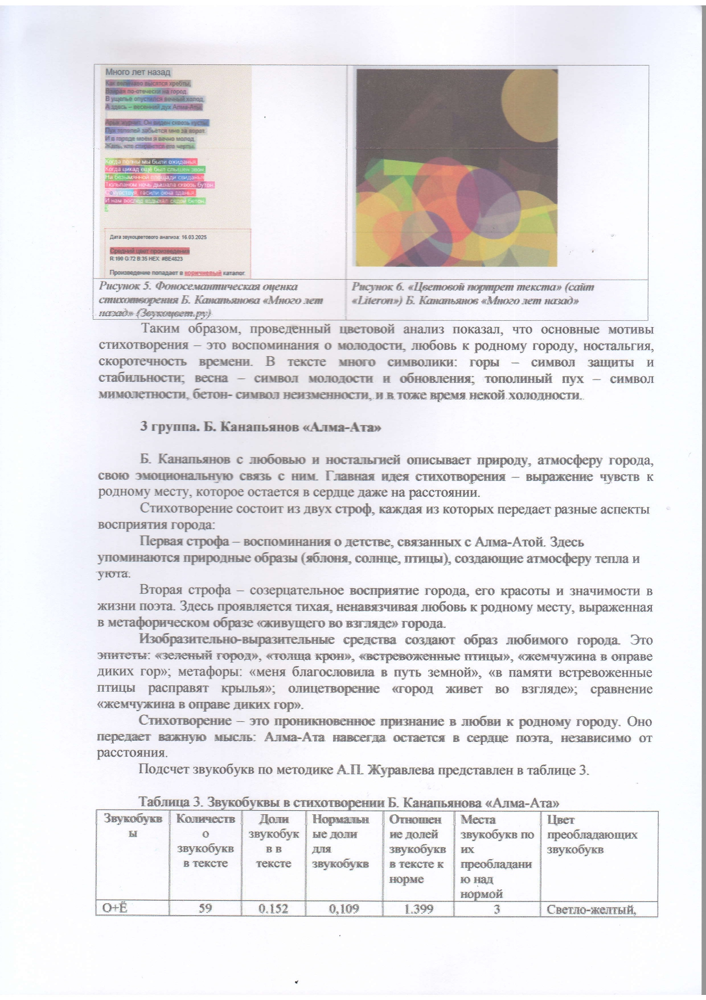 Много лет назад
Как величаво высятся хребты,
Взирая по-отечески на город.
В ущелье опустился вечный холод,
А здесь – весенний дух Алма-Аты.
Арык журчит. Он виден сквозь кусты.
Пух тополей забьётся мне за ворот.
И в городе моём я вечно молод,
Жаль, что стираются его черты.
Когда полны мы были ожиданья,
Когда цикад ещё был слышен звон,
На безымянной площади свиданья
Тюльпаном ночь дышала сквозь бутон.
Сочувствуя, гасили окна зданья,
И нам вослед вздыхал седой бетон.
Ё
Дата звукоцветового анализа: 16.03.2025
Средний цвет произведения
R:190 G:72 B:35 HEX: #BE4823
Произведение попадает в коричневый каталог.
Рисунок 5. Фоносемантическая оценка
стихотворения Б. Канапьянова «Много лет
назад» (Звукоцвет.ру)
Рисунок 6. «Цветовой портрет текста» (сайт
«Literon») Б. Канапьянов «Много лет назад»
Таким образом, проведенный цветовой анализ показал, что основные мотивы
стихотворения – это воспоминания о молодости, любовь к родному городу, ностальгия,
скоротечность времени. В тексте много символики: горы – символ защиты и
стабильности; весна – символ молодости и обновления; тополиный пух – символ
мимолетности, бетон- символ неизменности, и в тоже время некой холодности.
3 группа. Б. Канапьянов «Алма-Ата»
Б. Канапьянов с любовью и ностальгией описывает природу, атмосферу города,
свою эмоциональную связь с ним. Главная идея стихотворения – выражение чувств к
родному месту, которое остается в сердце даже на расстоянии.
Стихотворение состоит из двух строф, каждая из которых передает разные аспекты
восприятия города:
Первая строфа – воспоминания о детстве, связанных с Алма-Атой. Здесь
упоминаются природные образы (яблоня, солнце, птицы), создающие атмосферу тепла и
уюта.
Вторая строфа – созерцательное восприятие города, его красоты и значимости в
жизни поэта. Здесь проявляется тихая, ненавязчивая любовь к родному месту, выраженная
в метафорическом образе «живущего во взгляде» города.
Изобразительно-выразительные средства создают образ любимого города. Это
эпитеты: «зеленый город», «толща крон», «встревоженные птицы», «жемчужина в оправе
диких гор»; метафоры: «меня благословила в путь земной», «в памяти встревоженные
птицы расправят крылья»; олицетворение «город живет во взгляде»; сравнение
«жемчужина в оправе диких гор».
Стихотворение – это проникновенное признание в любви к родному городу. Оно
передает важную мысль: Алма-Ата навсегда остается в сердце поэта, независимо от
расстояния.
Подсчет звукобукв по методике А.П. Журавлева представлен в таблице 3.
Таблица 3. Звукобуквы в стихотворении Б. Канапьянова «Алма-Ата»
Звукобукв
ы
Количеств
о
звукобукв
в тексте
Доли
звукобук
в в
тексте
Нормальн
ые доли
для
звукобукв
Отношен
ие долей
звукобукв
в тексте к
норме
Места
звукобукв по
их
преобладани
ю над
нормой
Цвет
преобладающих
звукобукв
О+Ё 59 0.152 0,109 1.399 3 Светло-желтый,